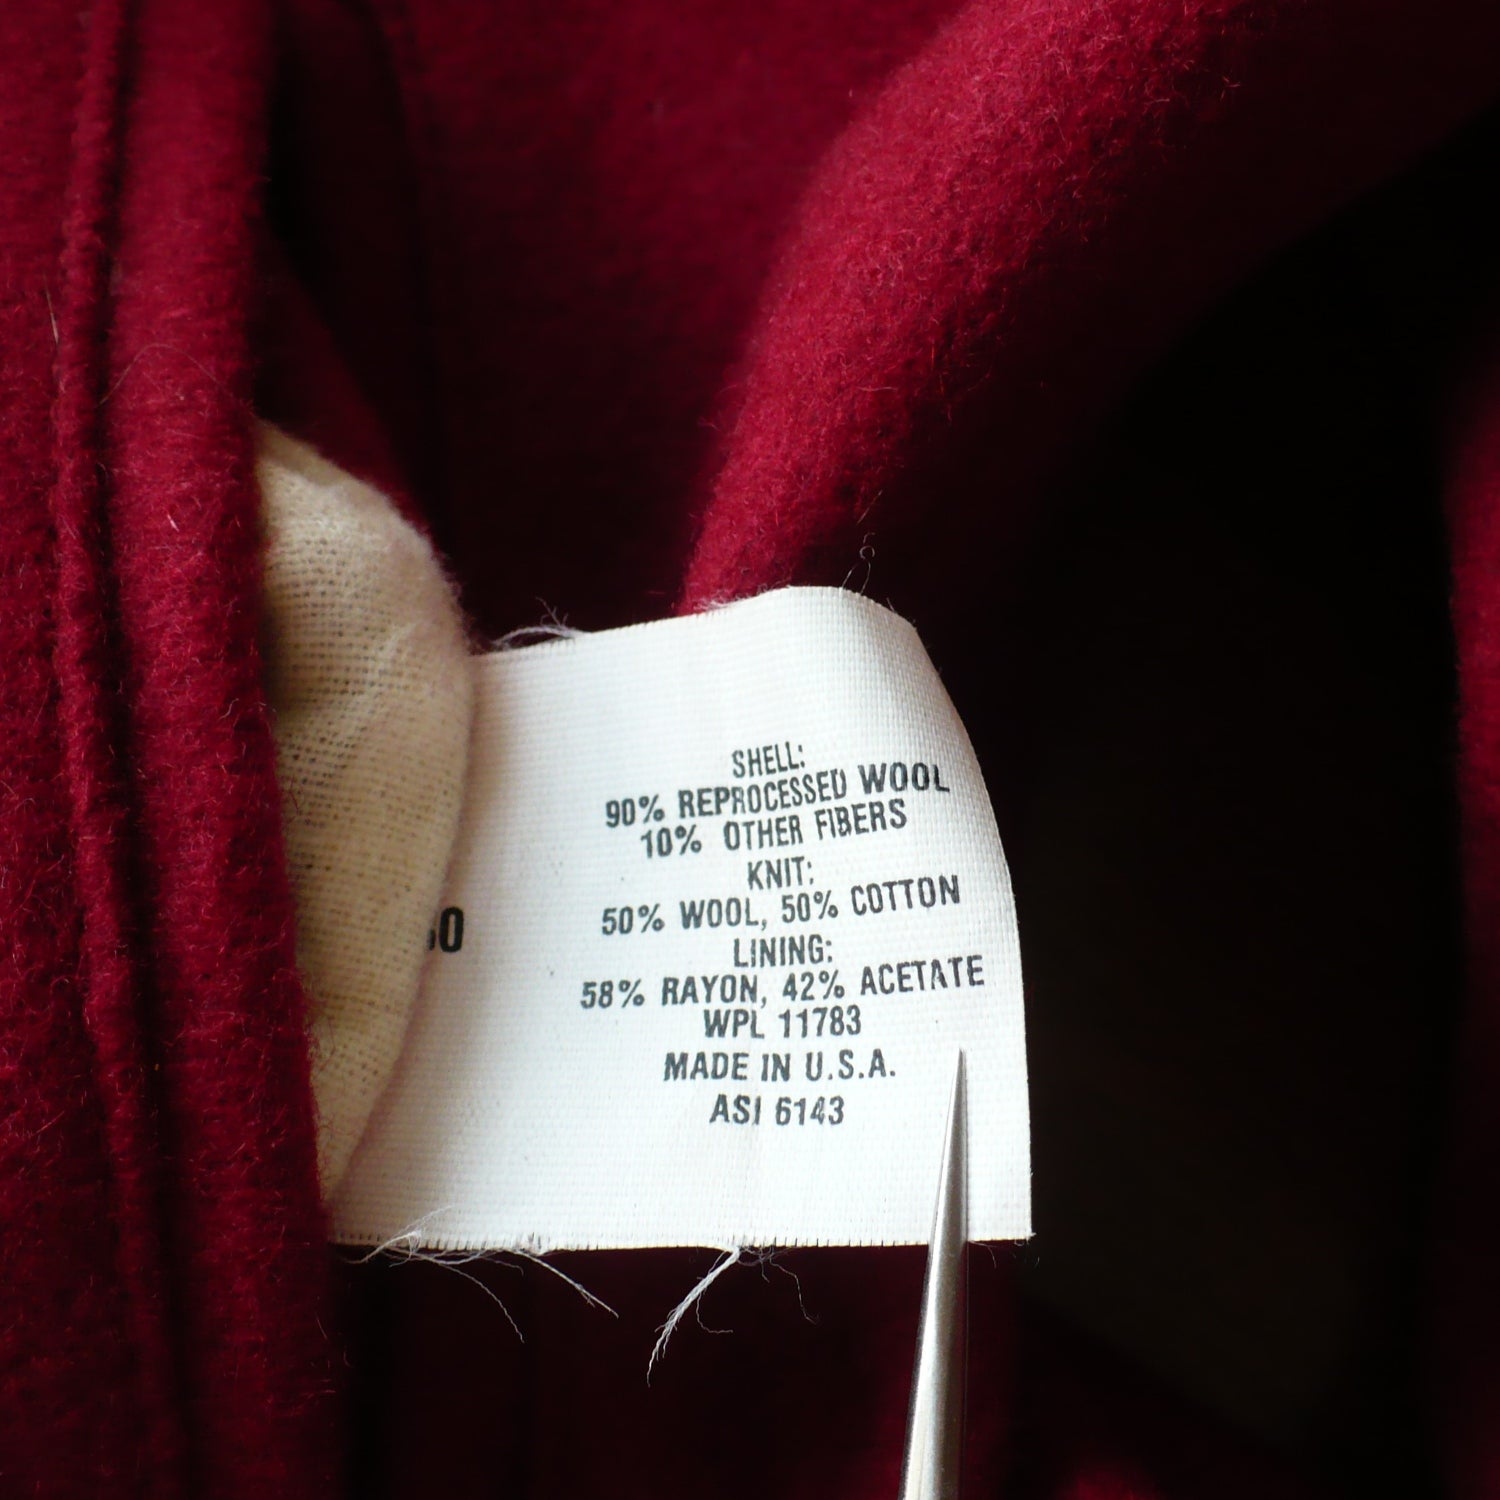 SHELL:
90% REPROCESSED WOOL
10% OTHER FIBERS
KNIT:
50% WOOL, 50% COTTON
LINING:
58% RAYON, 42% ACETATE
WPL 11783
MADE IN U.S.A.
ASI 6143